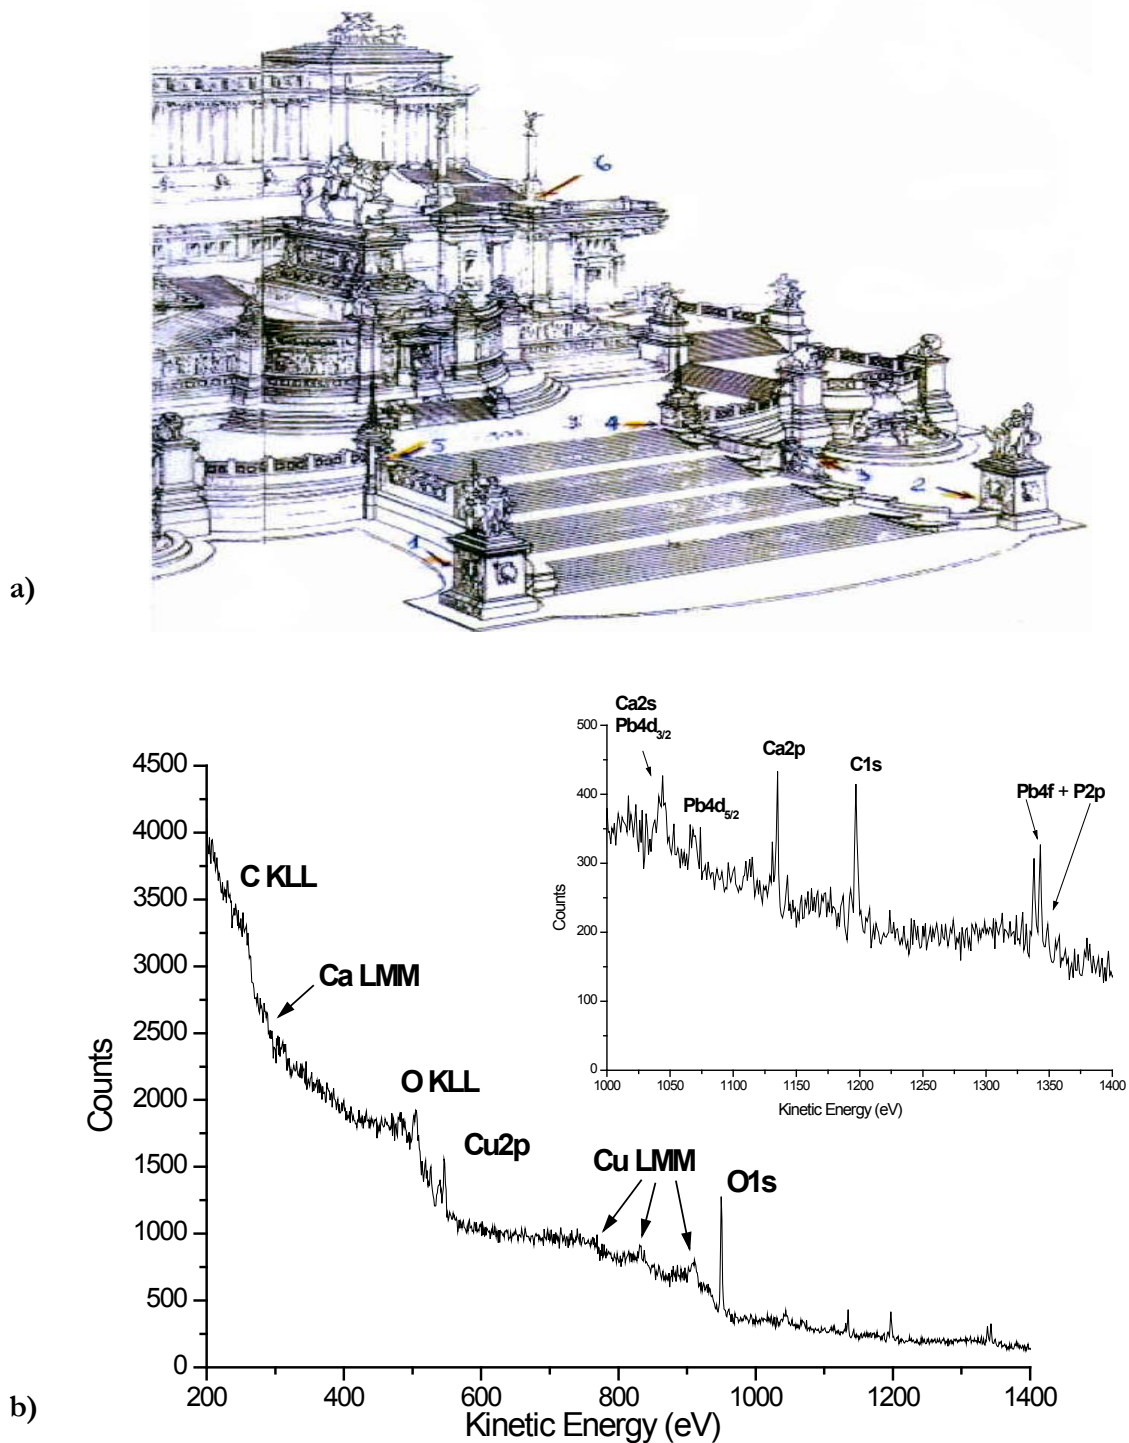 6
5
3 4
3
2
1
a)
Ca2s
Pb4d3/2
Ca2p
C1s
Pb4d5/2
Pb4f + P2p
500
400
300
200
100
0
Counts
1000 1050 1100 1150 1200 1250 1300 1350 1400
Kinetic Energy (eV)
4500
4000
3500
3000
2500
2000
1500
1000
500
0
Counts
C KLL
Ca LMM
O KLL
Cu2p
Cu LMM
O1s
200 400 600 800 1000 1200 1400
Kinetic Energy (eV)
b)